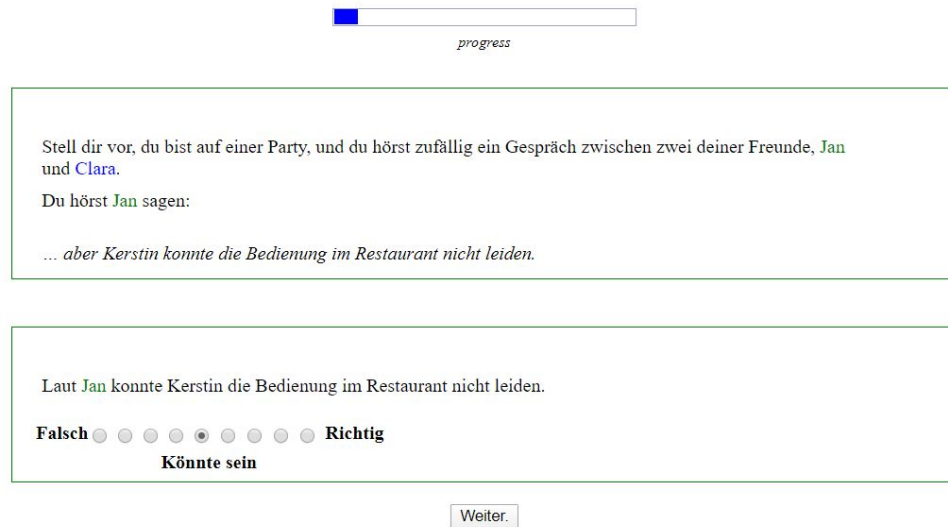 progress
Stell dir vor, du bist auf einer Party, und du hörst zufällig ein Gespräch zwischen zwei deiner Freunde, Jan
und Clara.
Du hörst Jan sagen:
… aber Kerstin konnte die Bedienung im Restaurant nicht leiden.
Laut Jan konnte Kerstin die Bedienung im Restaurant nicht leiden.
Falsch Richtig
Könnte sein
Weiter.